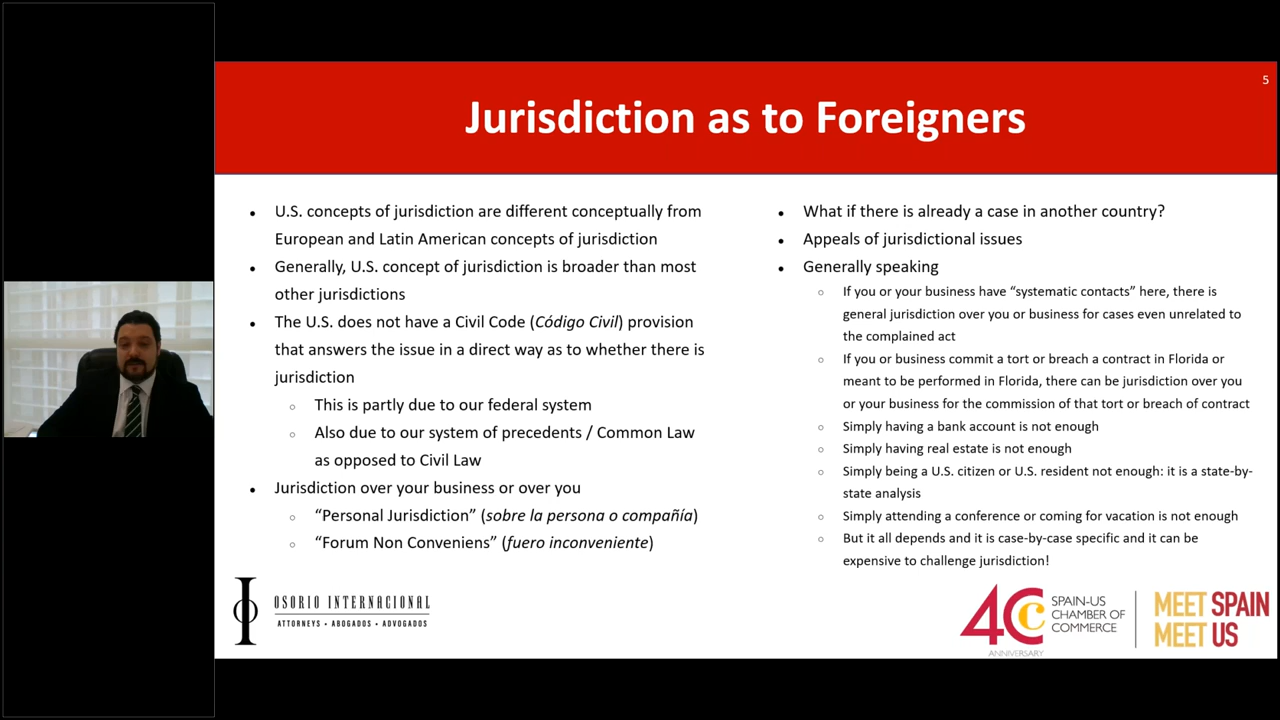 5
Jurisdiction as to Foreigners
• U.S. concepts of jurisdiction are different conceptually from
European and Latin American concepts of jurisdiction
• Generally, U.S. concept of jurisdiction is broader than most
other jurisdictions
• The U.S. does not have a Civil Code (Código Civil) provision
that answers the issue in a direct way as to whether there is
jurisdiction
○ This is partly due to our federal system
○ Also due to our system of precedents / Common Law
as opposed to Civil Law
• Jurisdiction over your business or over you
○ “Personal Jurisdiction” (sobre la persona o compañía)
○ “Forum Non Conveniens” (fuero inconveniente)
• What if there is already a case in another country?
• Appeals of jurisdictional issues
• Generally speaking
○ If you or your business have “systematic contacts” here, there is
general jurisdiction over you or business for cases even unrelated to
the complained act
○ If you or business commit a tort or breach a contract in Florida or
meant to be performed in Florida, there can be jurisdiction over you
or your business for the commission of that tort or breach of contract
○ Simply having a bank account is not enough
○ Simply having real estate is not enough
○ Simply being a U.S. citizen or U.S. resident not enough: it is a state-by-
state analysis
○ Simply attending a conference or coming for vacation is not enough
○ But it all depends and it is case-by-case specific and it can be
expensive to challenge jurisdiction!
OSORIO INTERNACIONAL
ATTORNEYS • ABOGADOS • ADVOGADOS
4C c
ANNIVERSARY
SPAIN-US
CHAMBER OF
COMMERCE
MEET SPAIN
MEET US